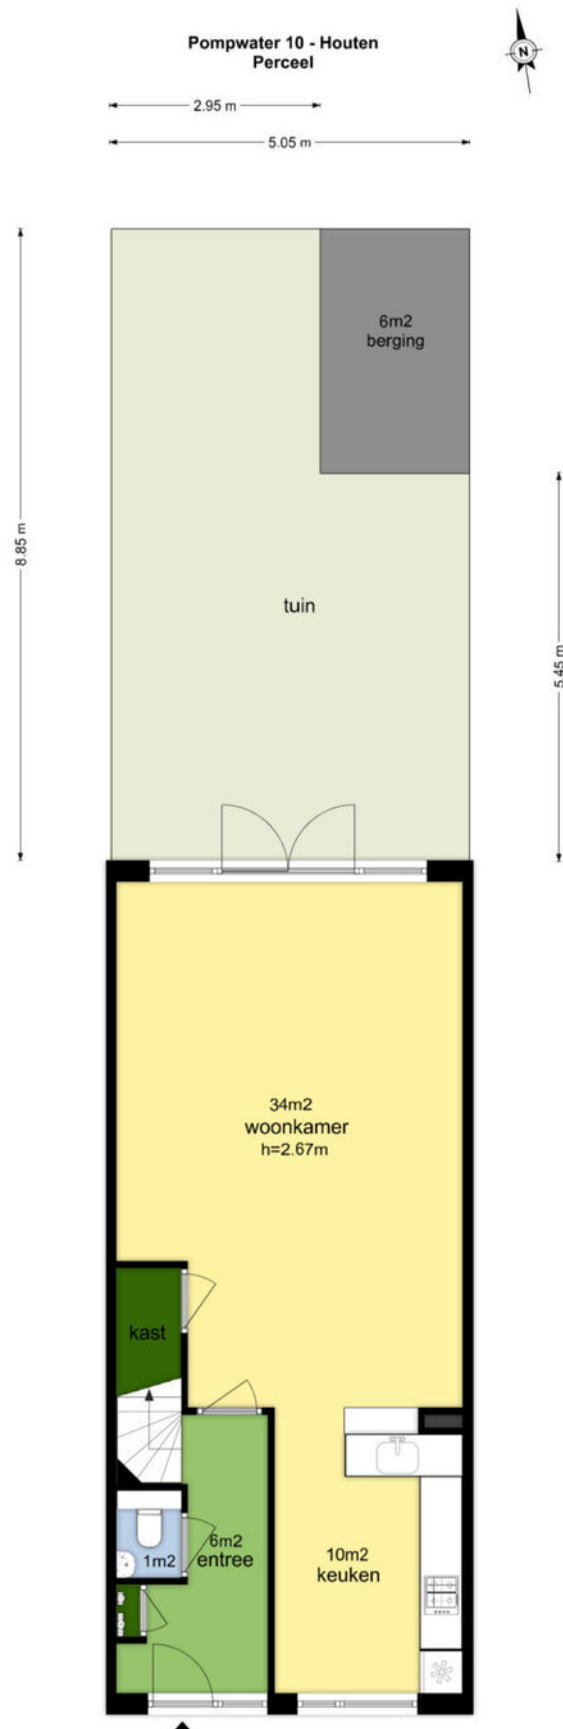 Pompwater 10 - Houten
Perceel
N
2.95 m
5.05 m
6m2
berging
8.85 m
tuin
5.45 m
34m2
woonkamer
h=2.67m
kast
6m2
entree
1m2
10m2
keuken